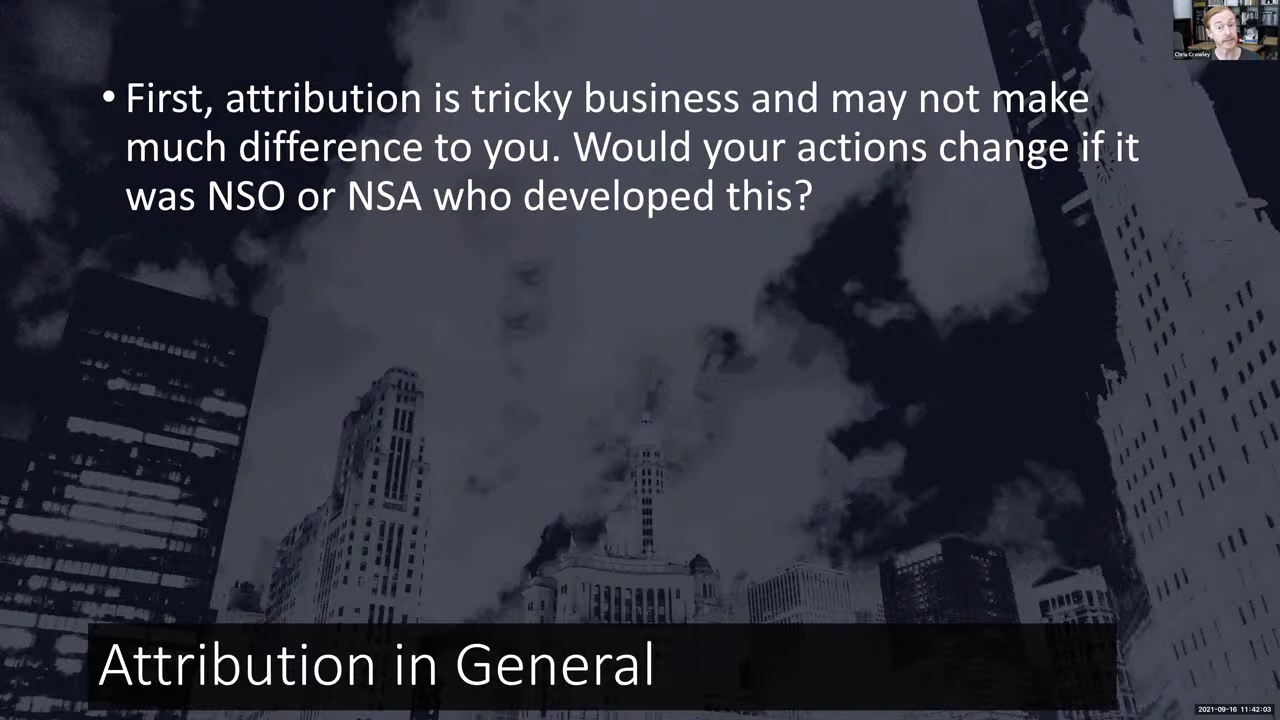 Chris Crowley
• First, attribution is tricky business and may not make
much difference to you. Would your actions change if it
was NSO or NSA who developed this?
Attribution in General
2021-09-16 11:42:03